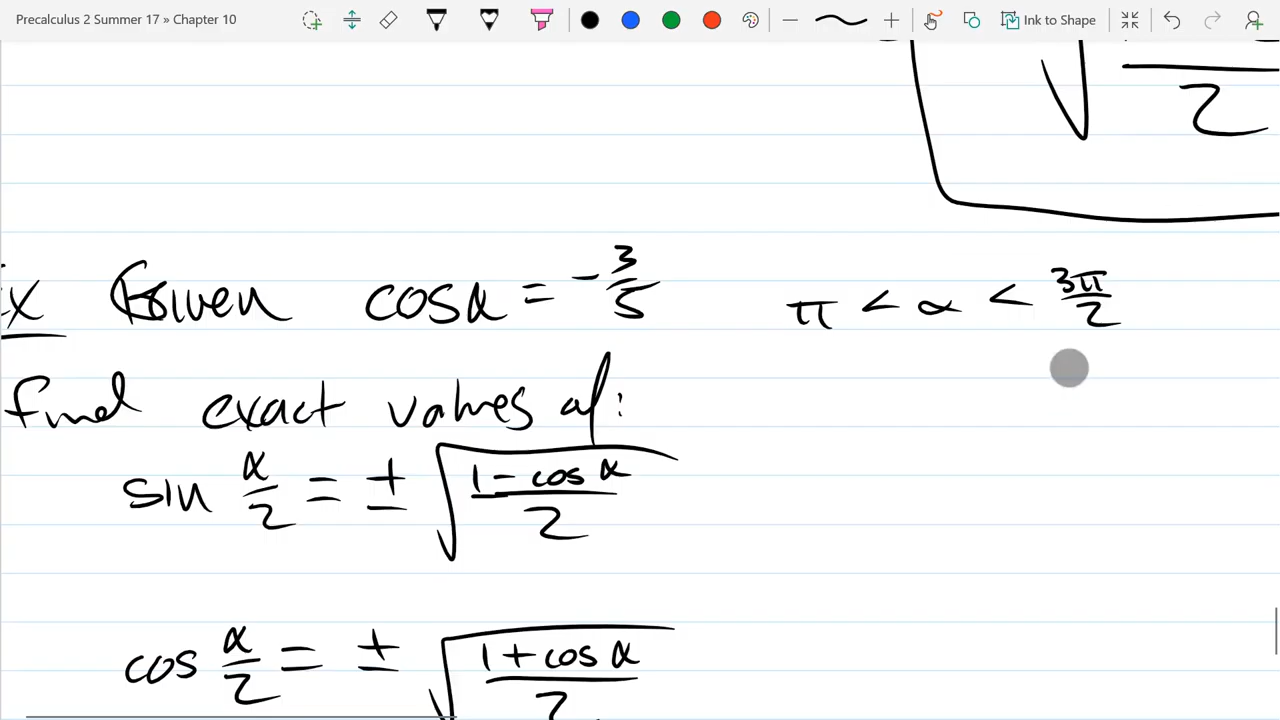 Precalculus 2 Summer 17 » Chapter 10
Ink to Shape
√ 2
Ex Given cosα = -3/5 π < α < 3π/2
Find exact values of:
sin α/2 = ± √((1 - cos α)/2)
cos α/2 = ± √((1 + cos α)/2)